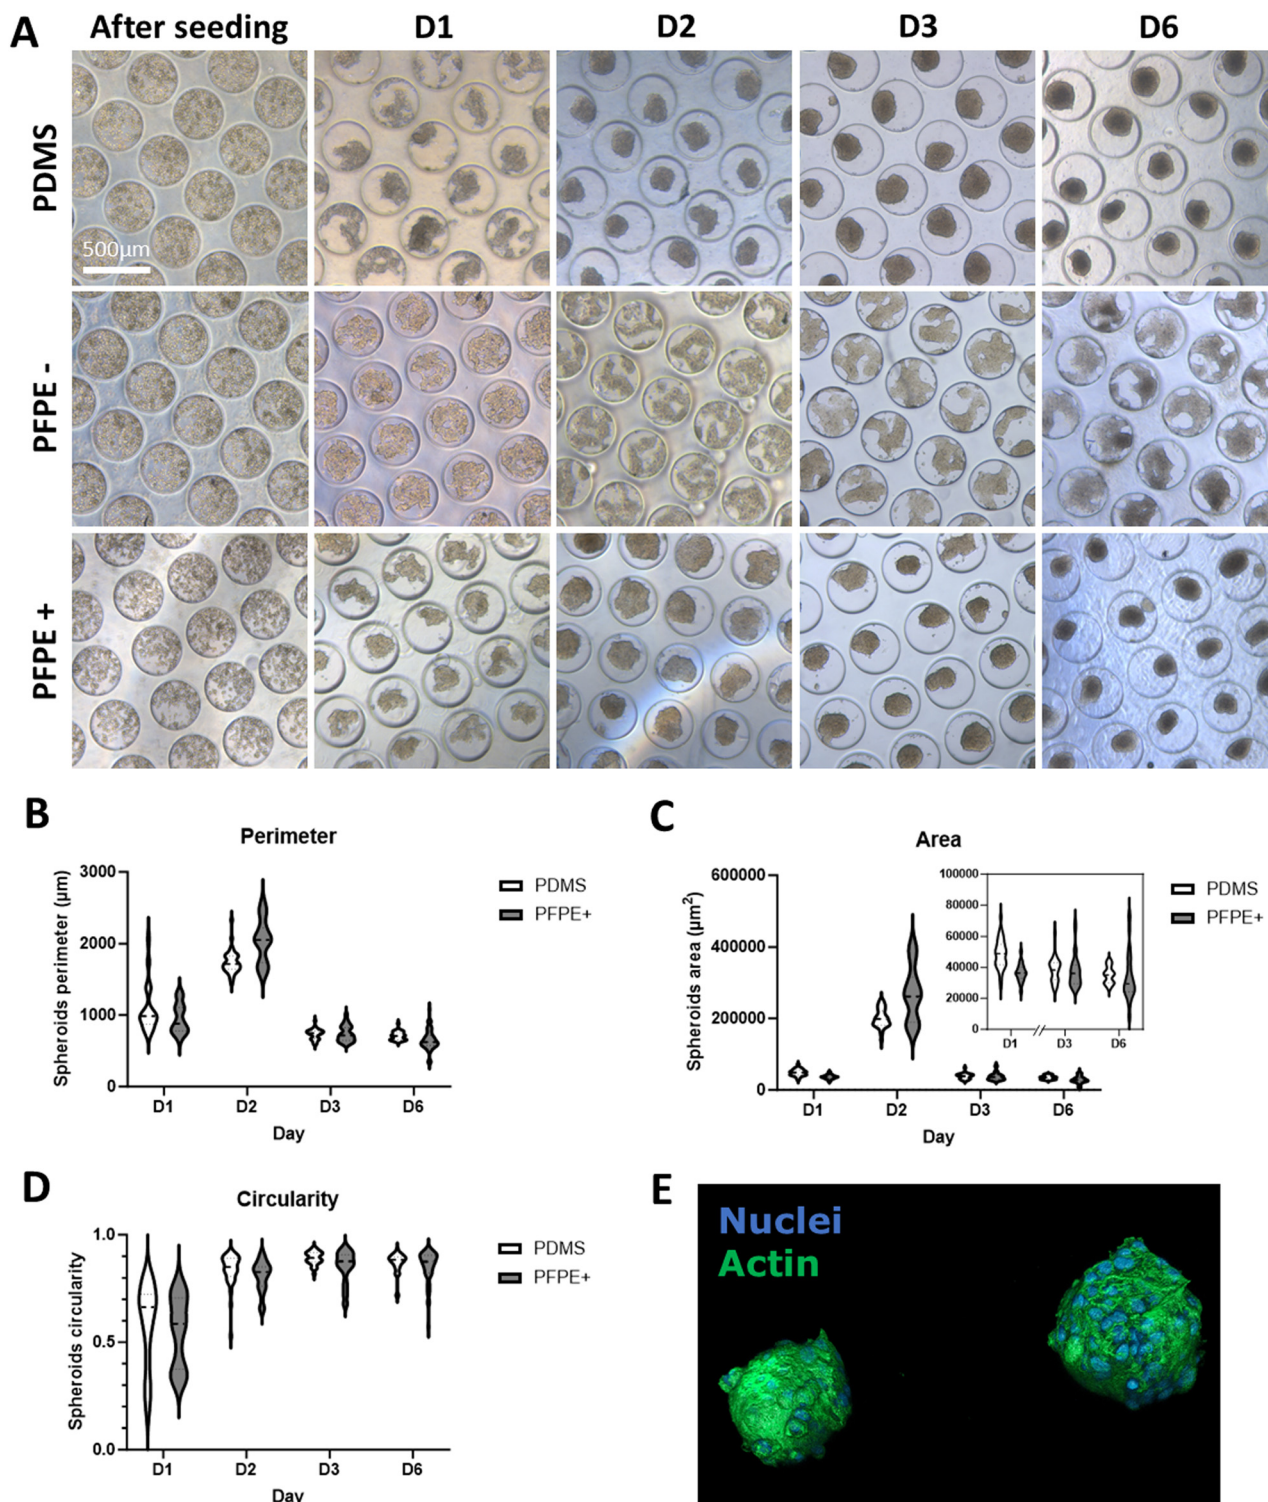 A
After seeding D1 D2 D3 D6
PDMS
500µm
PFPE -
PFPE +
B
Perimeter
Spheroids perimeter (µm)
3000
2000
1000
0
D1 D2 D3 D6
Day
PDMS
PFPE+
C
Area
Spheroids area (µm²)
600000
400000
200000
0
D1 D2 D3 D6
Day
100000
80000
60000
40000
20000
0
D1 D3 D6
PDMS
PFPE+
D
Circularity
Spheroids circularity
1.0
0.5
0.0
D1 D2 D3 D6
Day
PDMS
PFPE+
E
Nuclei
Actin